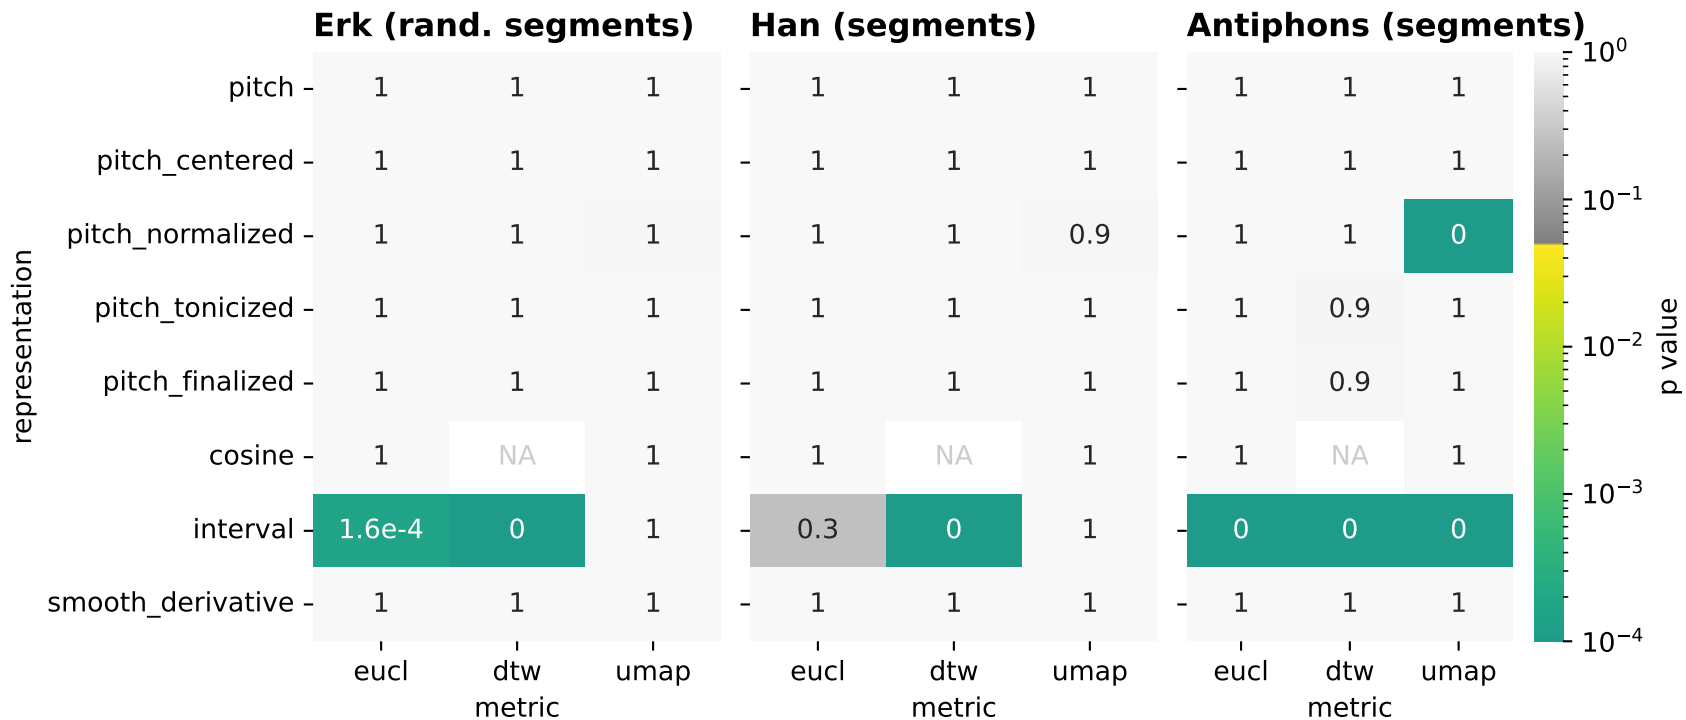 Erk (rand. segments) Han (segments) Antiphons (segments)
pitch 1 1 1 1 1 1 1 1 1 10⁰
pitch_centered 1 1 1 1 1 1 1 1 1
10⁻¹
pitch_normalized 1 1 1 1 1 0.9 1 1 0
pitch_tonicized 1 1 1 1 1 1 1 0.9 1
10⁻²
representation
p value
pitch_finalized 1 1 1 1 1 1 1 0.9 1
cosine 1 NA 1 1 NA 1 1 NA 1
10⁻³
interval 1.6e-4 0 1 0.3 0 1 0 0 0
smooth_derivative 1 1 1 1 1 1 1 1 1
10⁻⁴
eucl dtw umap eucl dtw umap eucl dtw umap
metric metric metric